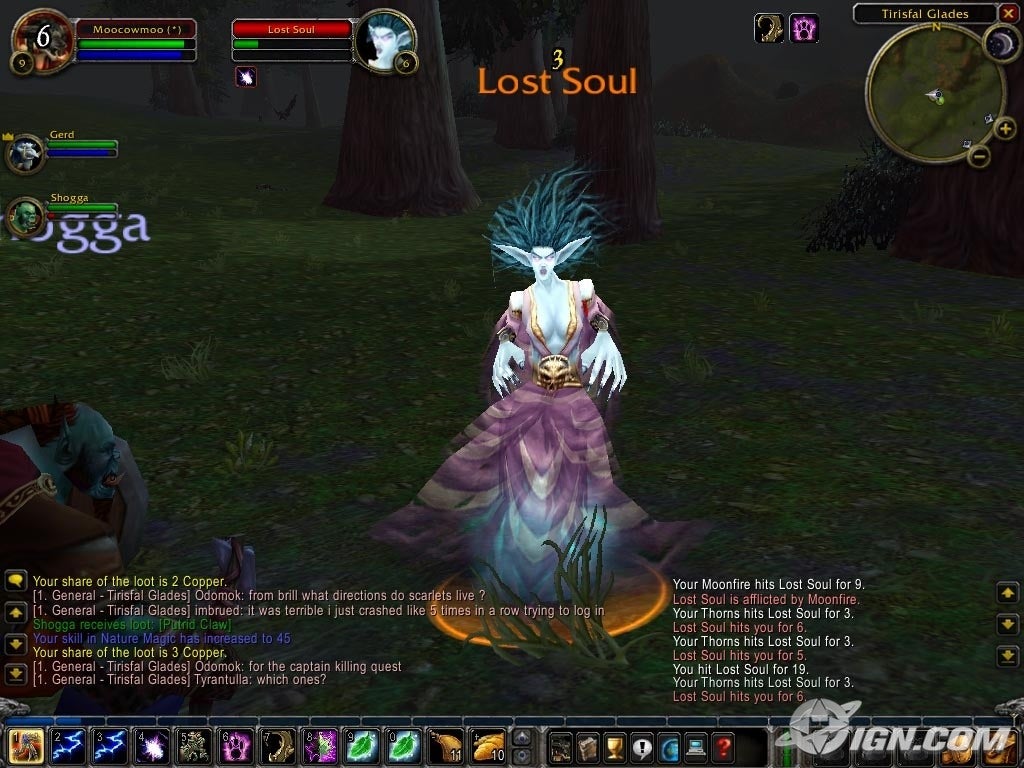 6
Moocowmoo (*)
9
Lost Soul
6
3
Lost Soul
Tirisfal Glades
N
Gerd
Shogga
ogga
Your share of the loot is 2 Copper.
[1. General - Tirisfal Glades] Odomok: from brill what directions do scarlets live ?
[1. General - Tirisfal Glades] imbrued: it was terrible i just crashed like 5 times in a row trying to log in
Shogga receives loot: [Putrid Claw]
Your skill in Nature Magic has increased to 45
Your share of the loot is 3 Copper.
[1. General - Tirisfal Glades] Odomok: for the captain killing quest
[1. General - Tirisfal Glades] Tyrantulla: which ones?
Your Moonfire hits Lost Soul for 9.
Lost Soul is afflicted by Moonfire.
Your Thorns hits Lost Soul for 3.
Lost Soul hits you for 6.
Your Thorns hits Lost Soul for 3.
Lost Soul hits you for 5.
You hit Lost Soul for 19.
Your Thorns hits Lost Soul for 3.
Lost Soul hits you for 6.
1 2 3 4 5 6 7 8 9 0 - 11 = 10
IGN.COM